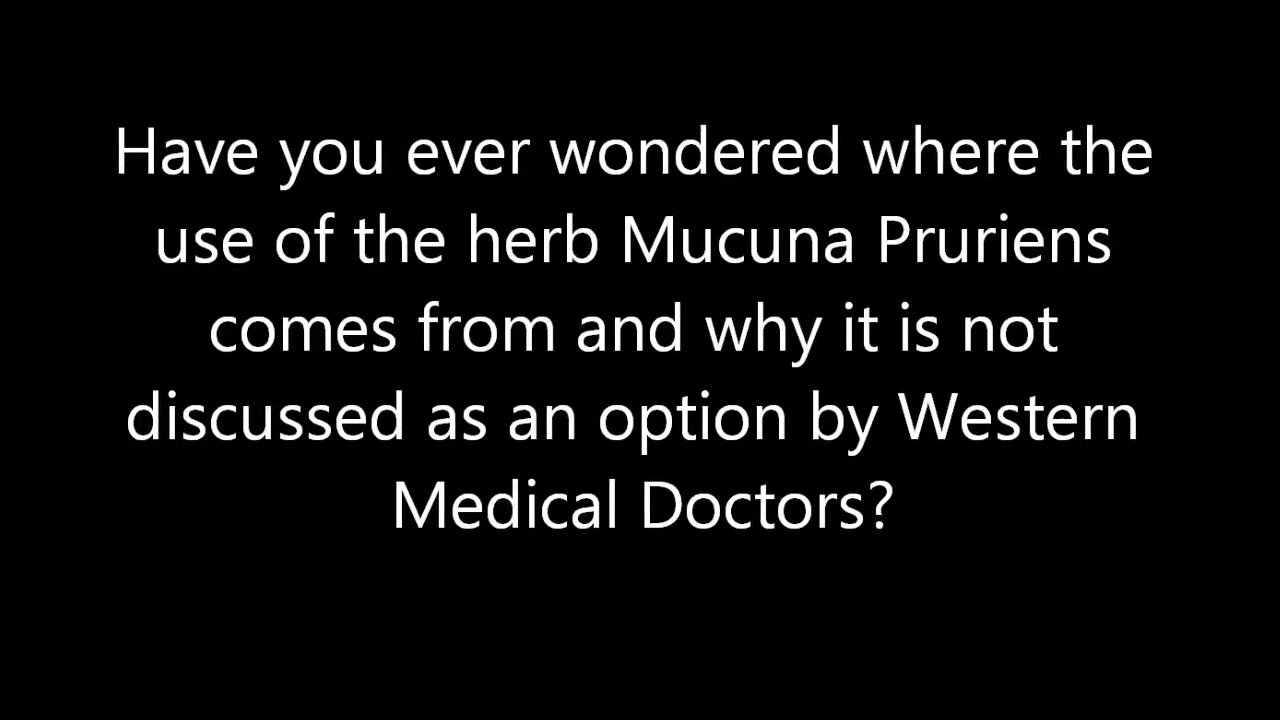 Have you ever wondered where the
use of the herb Mucuna Pruriens
comes from and why it is not
discussed as an option by Western
Medical Doctors?